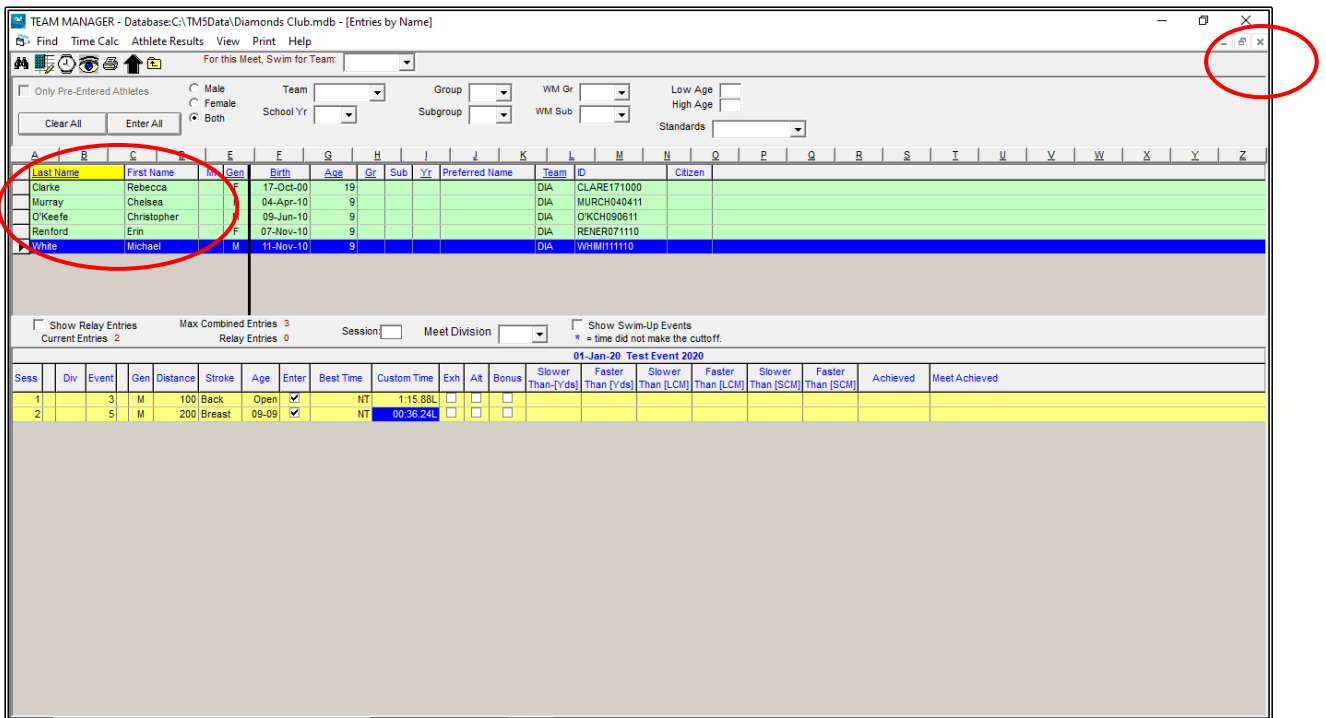 TEAM MANAGER - Database:C:\TM5Data\Diamonds Club.mdb - [Entries by Name]
Find Time Calc Athlete Results View Print Help
For this Meet, Swim for Team:
Only Pre-Entered Athletes Male Team Group WM Gr Low Age
Female High Age
Clear All Enter All Both School Yr Subgroup WM Sub Standards
A B C D E F G H I J K L M N O P Q R S T U V W X Y Z
Last Name First Name MI Gen Birth Age Gr Sub Yr Preferred Name Team ID Citizen
Clarke Rebecca F 17-Oct-00 19 DIA CLARE171000
Murray Chelsea 04-Apr-10 9 DIA MURCH040411
O'Keefe Christopher 09-Jun-10 9 DIA O'KCH090611
Renford Erin F 07-Nov-10 9 DIA RENER071110
White Michael M 11-Nov-10 9 DIA WHIMI111110
Show Relay Entries Max Combined Entries 3 Session: Meet Division Show Swim-Up Events
Current Entries 2 Relay Entries 0 * = time did not make the cuttoff.
01-Jan-20 Test Event 2020
Sess Div Event Gen Distance Stroke Age Enter Best Time Custom Time Exh Alt Bonus Slower Than-[Yds] Faster Than [Yds] Slower Than [LCM] Faster Than [LCM] Slower Than [SCM] Faster Than [SCM] Achieved Meet Achieved
1 3 M 100 Back Open NT 1:15.88L
2 5 M 200 Breast 09-09 NT 00:36.24L